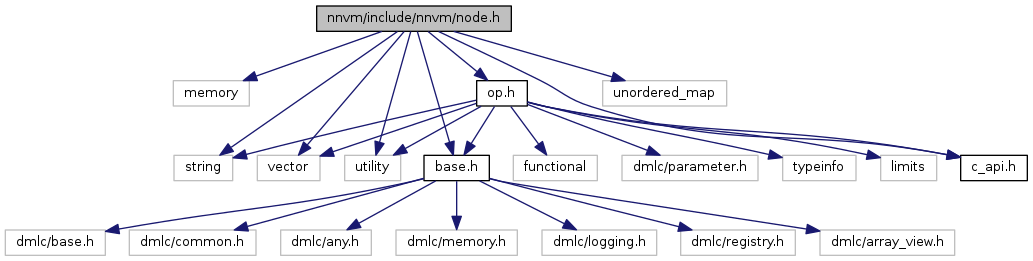 nnvm/include/nnvm/node.h
memory
op.h
unordered_map
string
vector
utility
base.h
functional
dmlc/parameter.h
typeinfo
limits
c_api.h
dmlc/base.h
dmlc/common.h
dmlc/any.h
dmlc/memory.h
dmlc/logging.h
dmlc/registry.h
dmlc/array_view.h